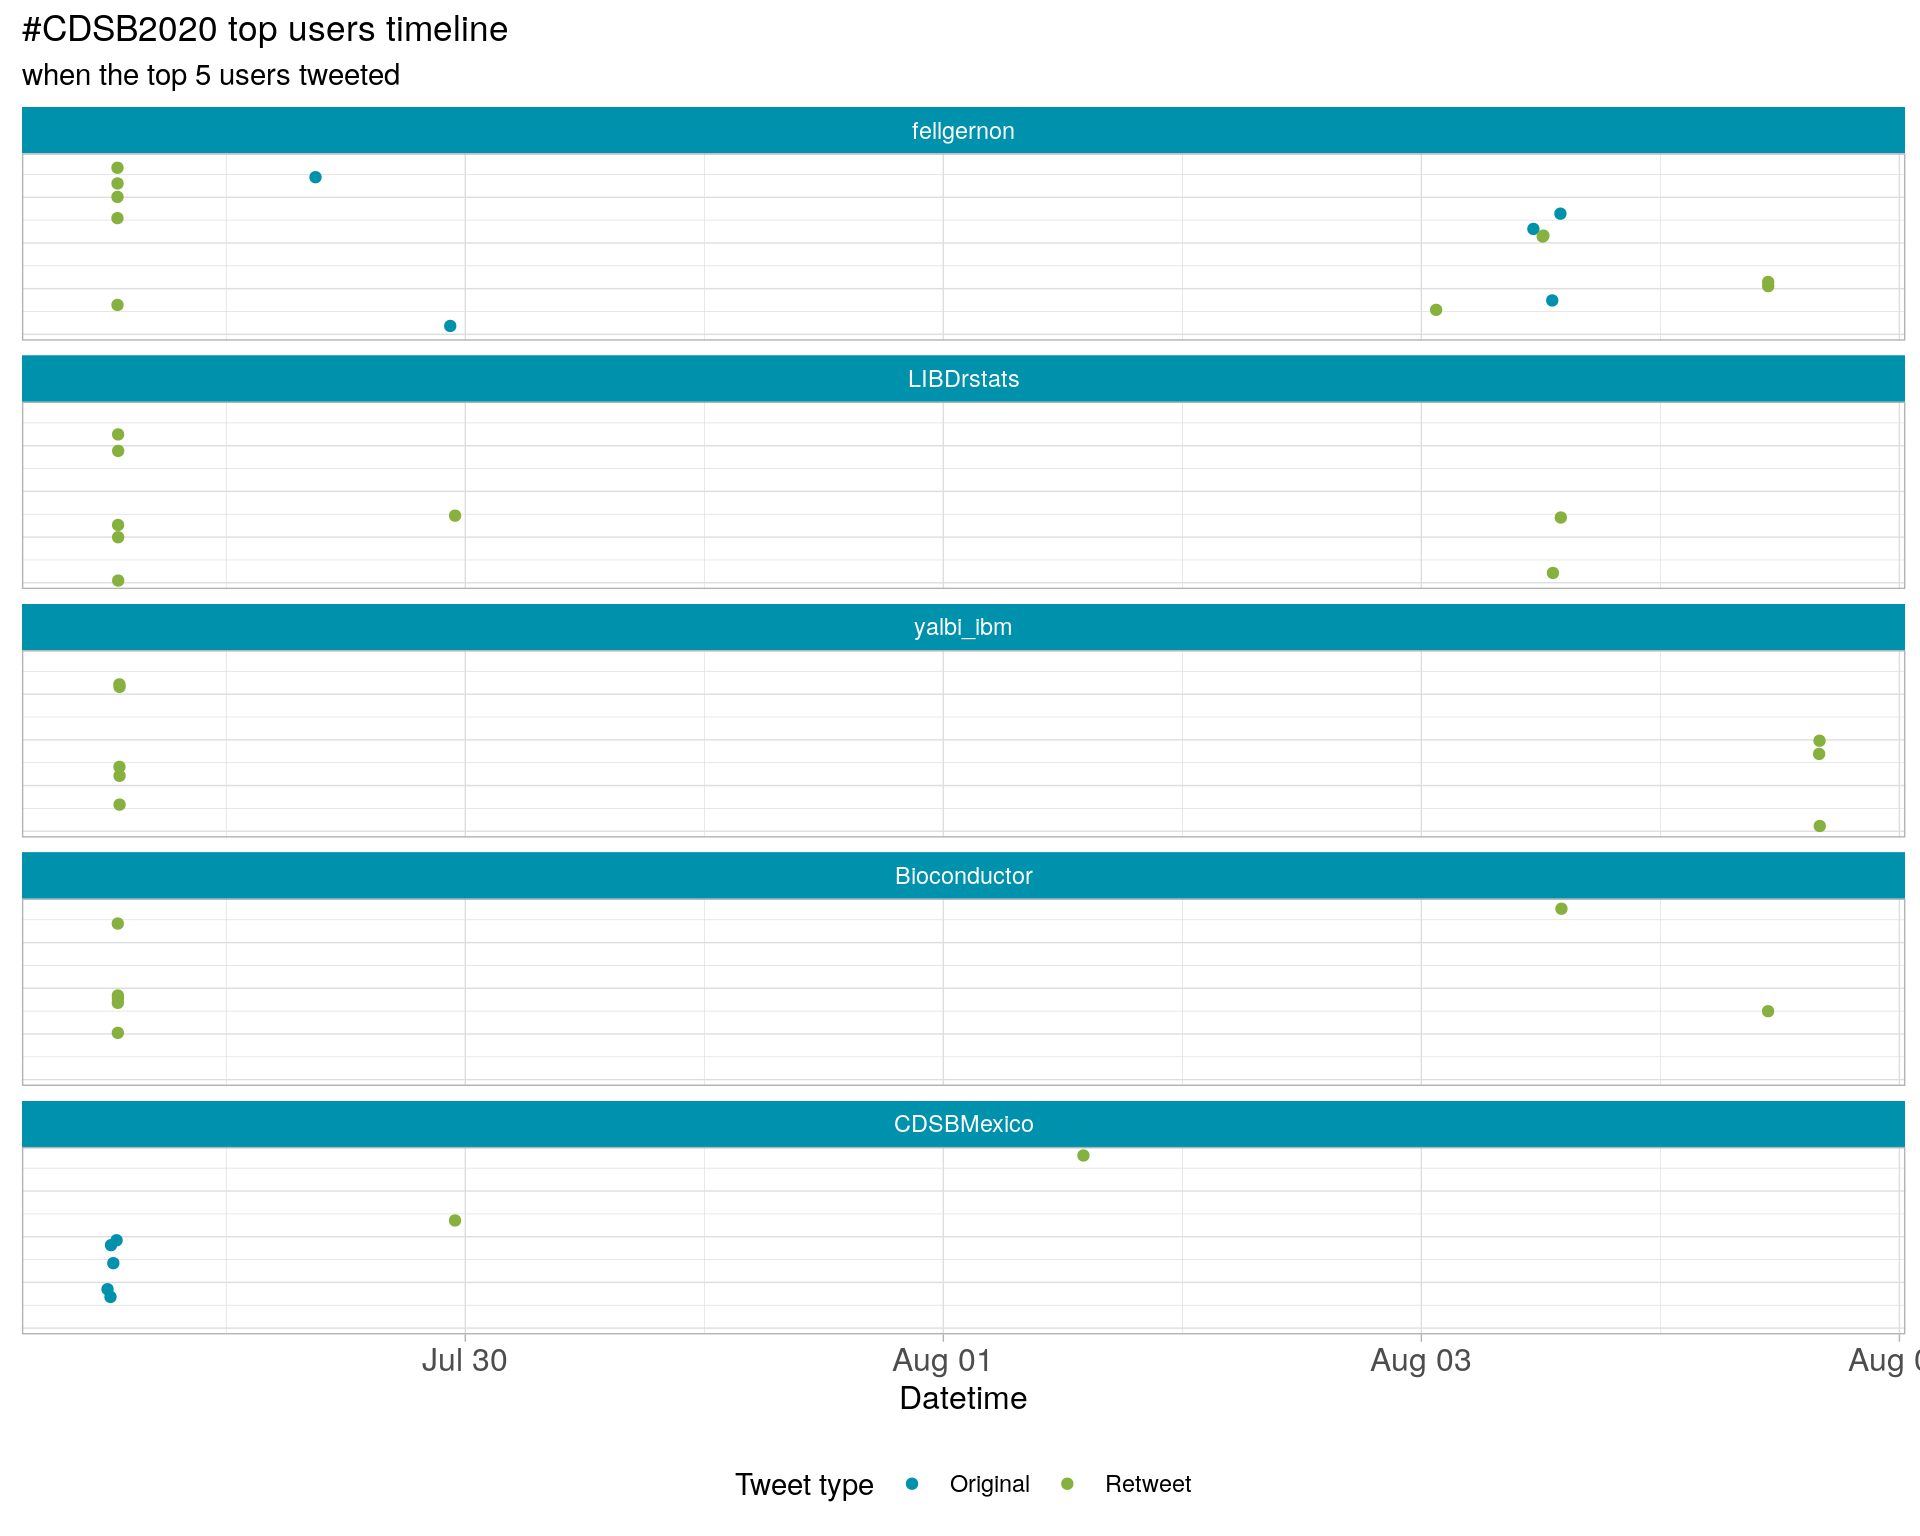 #CDSB2020 top users timeline
when the top 5 users tweeted
fellgernon
LIBDrstats
yalbi_ibm
Bioconductor
CDSBMexico
Jul 30 Aug 01 Aug 03 Aug
Datetime
Tweet type Original Retweet